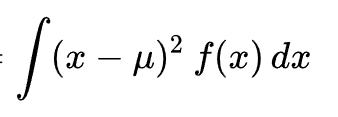 = ∫(x − μ)² f(x) dx